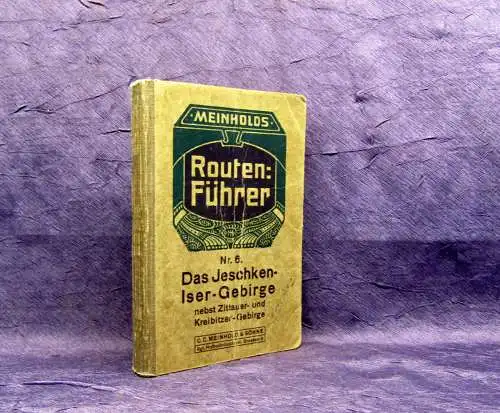 · MEINHOLDS ·
Routen:
Führer
Nr. 6.
Das Jeschken-
Iser-Gebirge
nebst Zittauer- und
Kreibitzer-Gebirge
C. C. MEINHOLD & SÖHNE